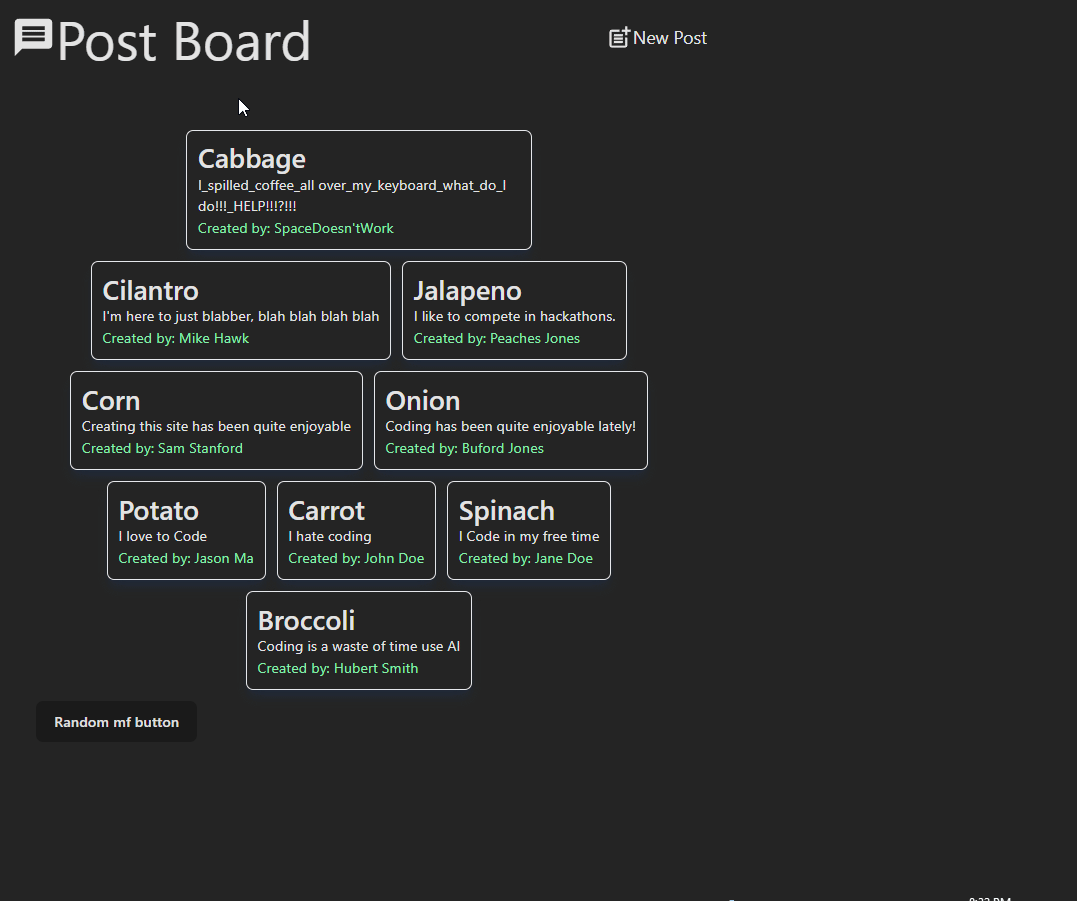 Post Board
New Post
Cabbage
I_spilled_coffee_all over_my_keyboard_what_do_I
do!!!_HELP!!!?!!!
Created by: SpaceDoesn'tWork
Cilantro
I'm here to just blabber, blah blah blah blah
Created by: Mike Hawk
Jalapeno
I like to compete in hackathons.
Created by: Peaches Jones
Corn
Creating this site has been quite enjoyable
Created by: Sam Stanford
Onion
Coding has been quite enjoyable lately!
Created by: Buford Jones
Potato
I love to Code
Created by: Jason Ma
Carrot
I hate coding
Created by: John Doe
Spinach
I Code in my free time
Created by: Jane Doe
Broccoli
Coding is a waste of time use AI
Created by: Hubert Smith
Random mf button